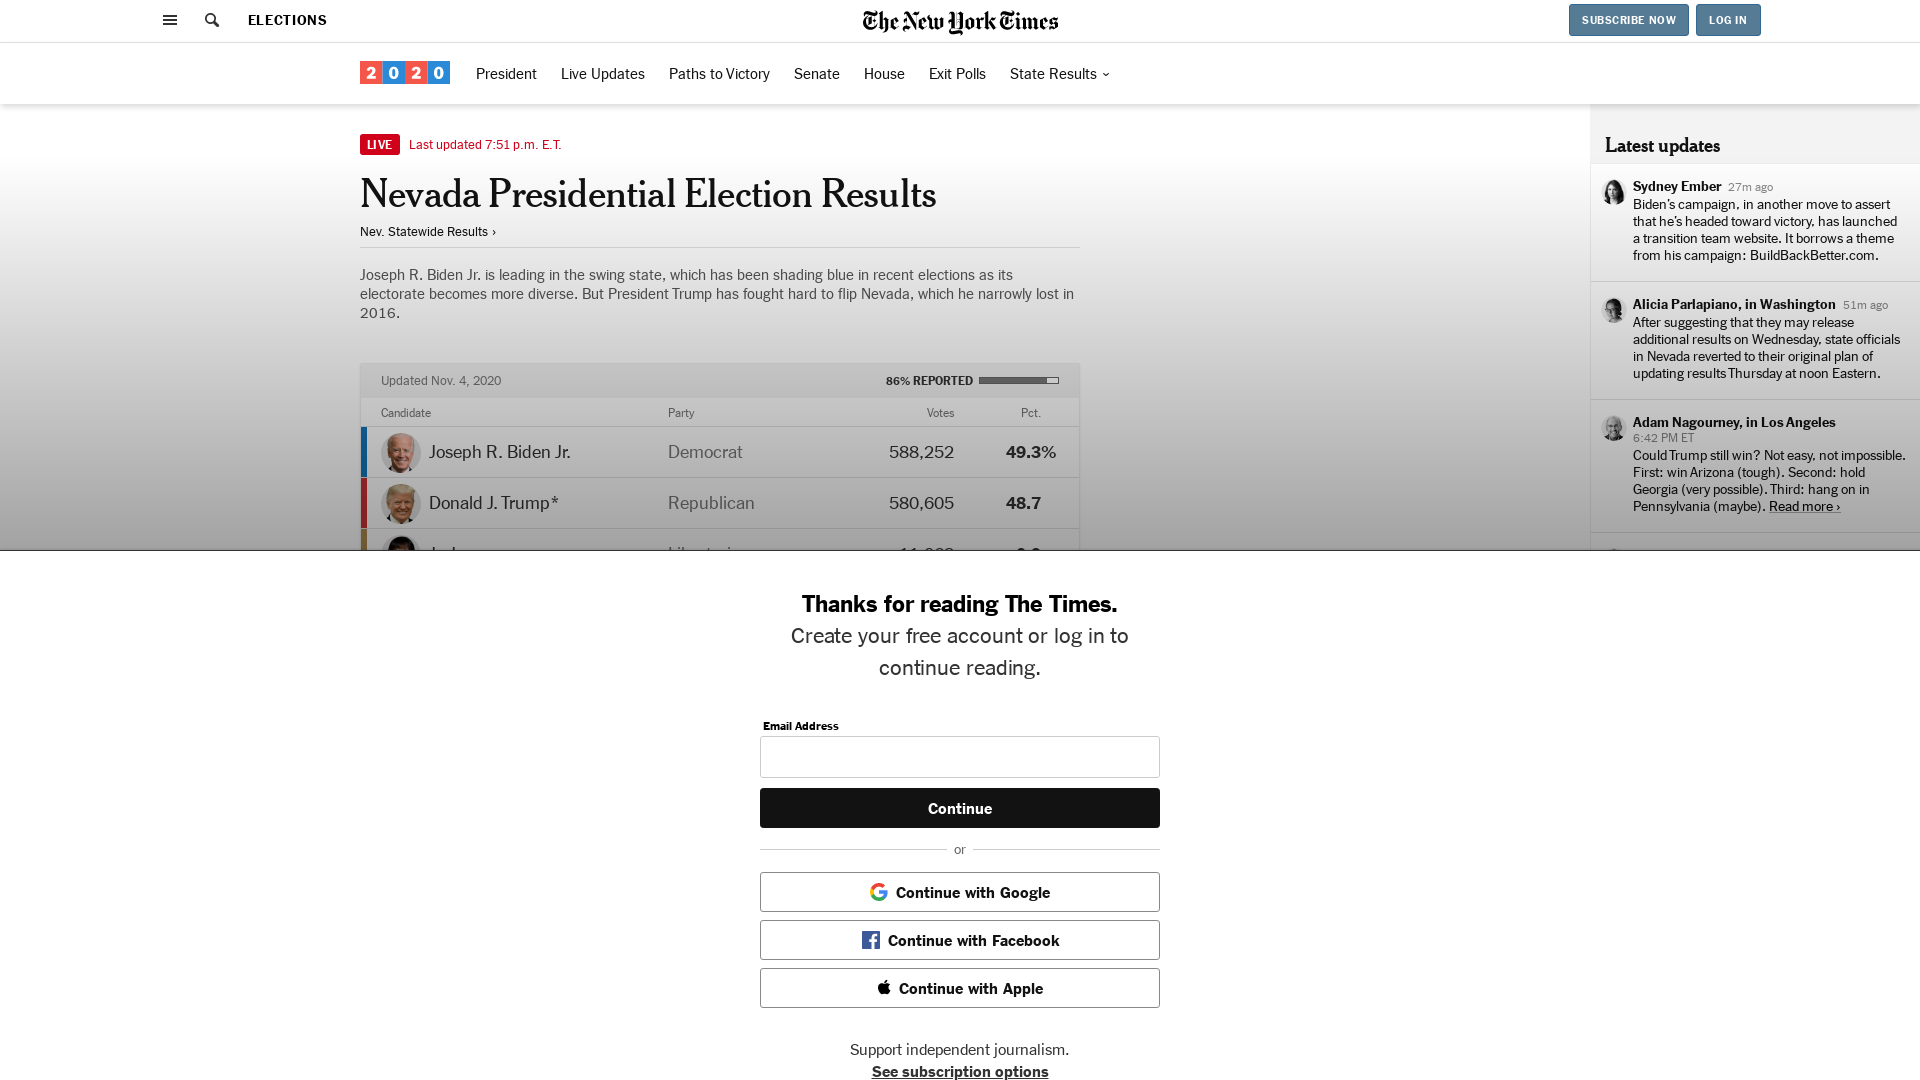 ELECTIONS
The New York Times
SUBSCRIBE NOW
LOG IN
2020
President
Live Updates
Paths to Victory
Senate
House
Exit Polls
State Results
LIVE
Last updated 7:51 p.m. E.T.
Nevada Presidential Election Results
Nev. Statewide Results ›
Joseph R. Biden Jr. is leading in the swing state, which has been shading blue in recent elections as its
electorate becomes more diverse. But President Trump has fought hard to flip Nevada, which he narrowly lost in
2016.
Updated Nov. 4, 2020
86% REPORTED
Candidate Party Votes Pct.
Joseph R. Biden Jr. Democrat 588,252 49.3%
Donald J. Trump* Republican 580,605 48.7
Latest updates
Sydney Ember 27m ago
Biden's campaign, in another move to assert
that he's headed toward victory, has launched
a transition team website. It borrows a theme
from his campaign: BuildBackBetter.com.
Alicia Parlapiano, in Washington 51m ago
After suggesting that they may release
additional results on Wednesday, state officials
in Nevada reverted to their original plan of
updating results Thursday at noon Eastern.
Adam Nagourney, in Los Angeles
6:42 PM ET
Could Trump still win? Not easy, not impossible.
First: win Arizona (tough). Second: hold
Georgia (very possible). Third: hang on in
Pennsylvania (maybe). Read more ›
Thanks for reading The Times.
Create your free account or log in to
continue reading.
Email Address
Continue
or
Continue with Google
Continue with Facebook
Continue with Apple
Support independent journalism.
See subscription options